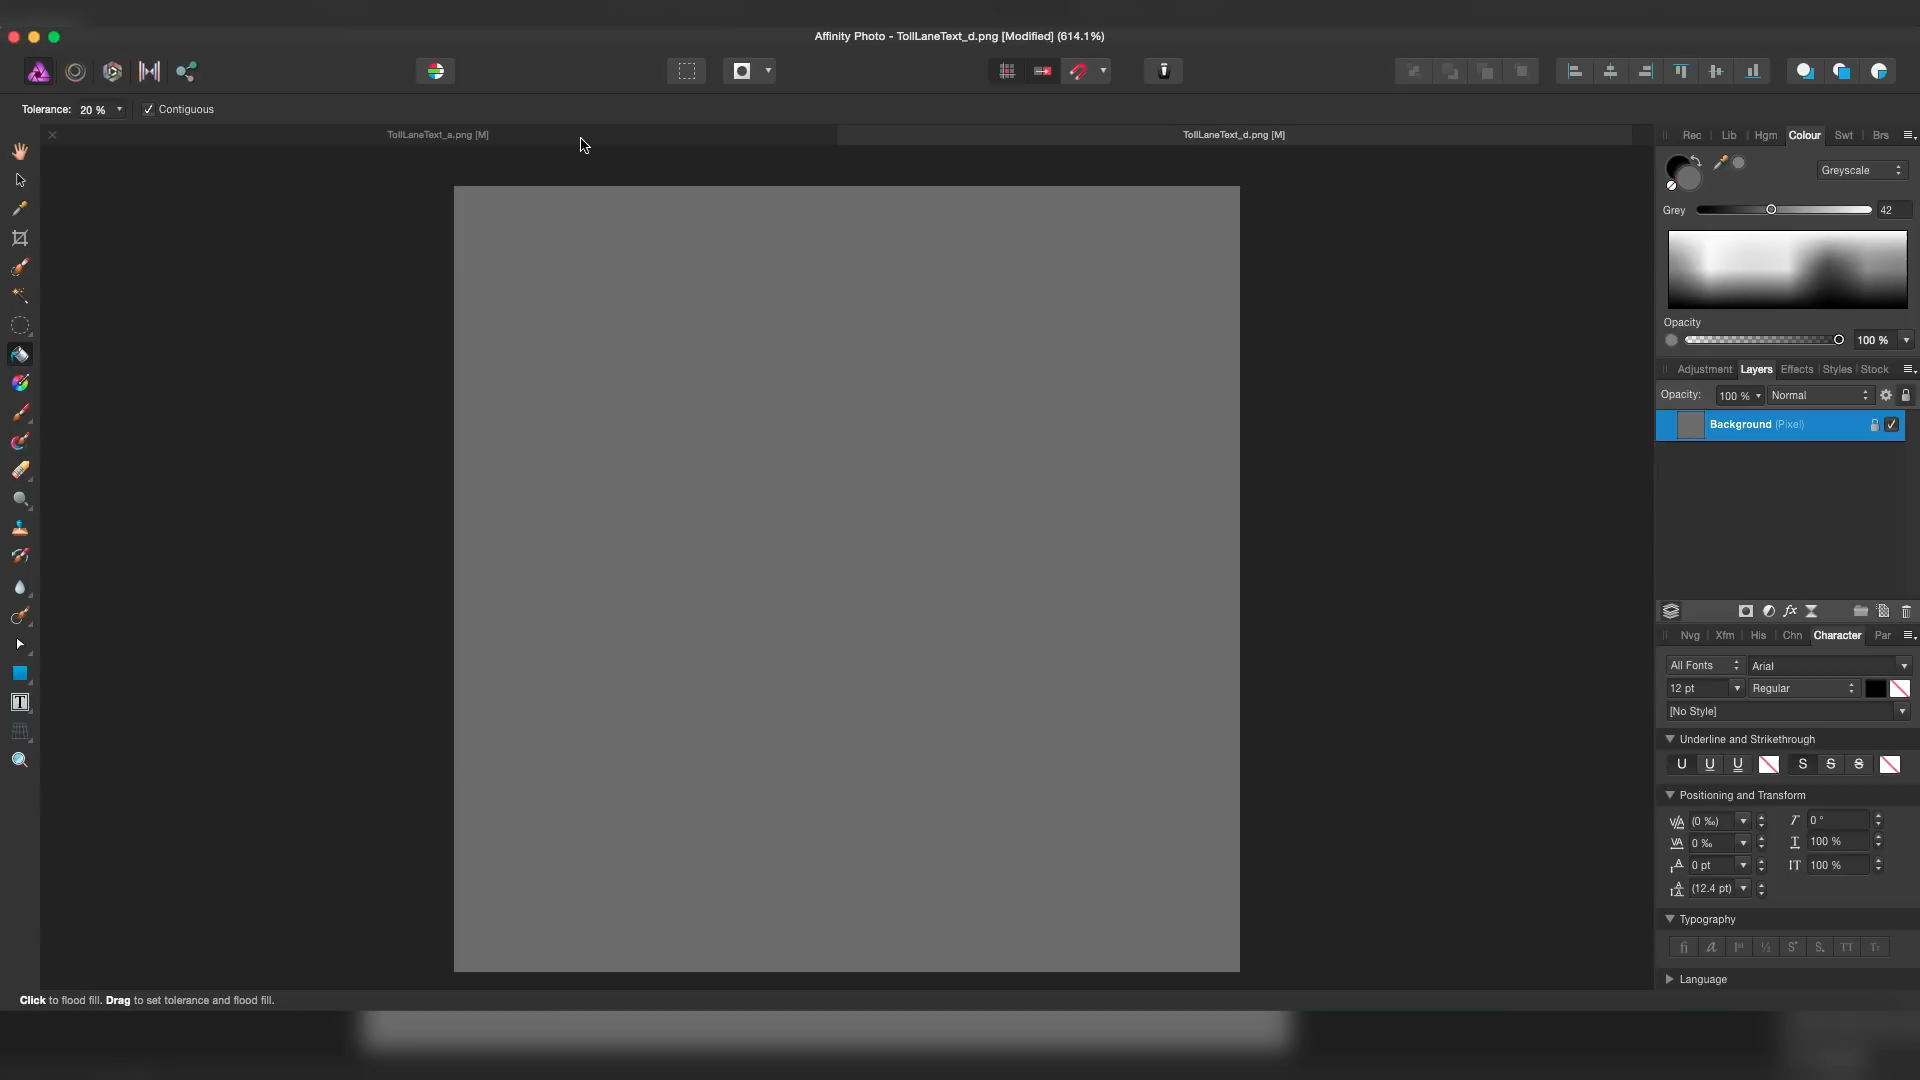 Affinity Photo - TollLaneText_d.png [Modified] (614.1%)
Tolerance: 20 % Contiguous
TollLaneText_a.png [M]
TollLaneText_d.png [M]
Rec Lib Hgm Colour Swt Brs
Greyscale
Grey 42
Opacity
100 %
Adjustment Layers Effects Styles Stock
Opacity: 100 % Normal
Background (Pixel)
fx
Nvg Xfm His Chn Character Par
All Fonts Arial
12 pt Regular
[No Style]
Underline and Strikethrough
U U U S S S
Positioning and Transform
(0 ‰) 0 °
0 ‰ 100 %
0 pt 100 %
(12.4 pt)
Typography
Language
Click to flood fill. Drag to set tolerance and flood fill.